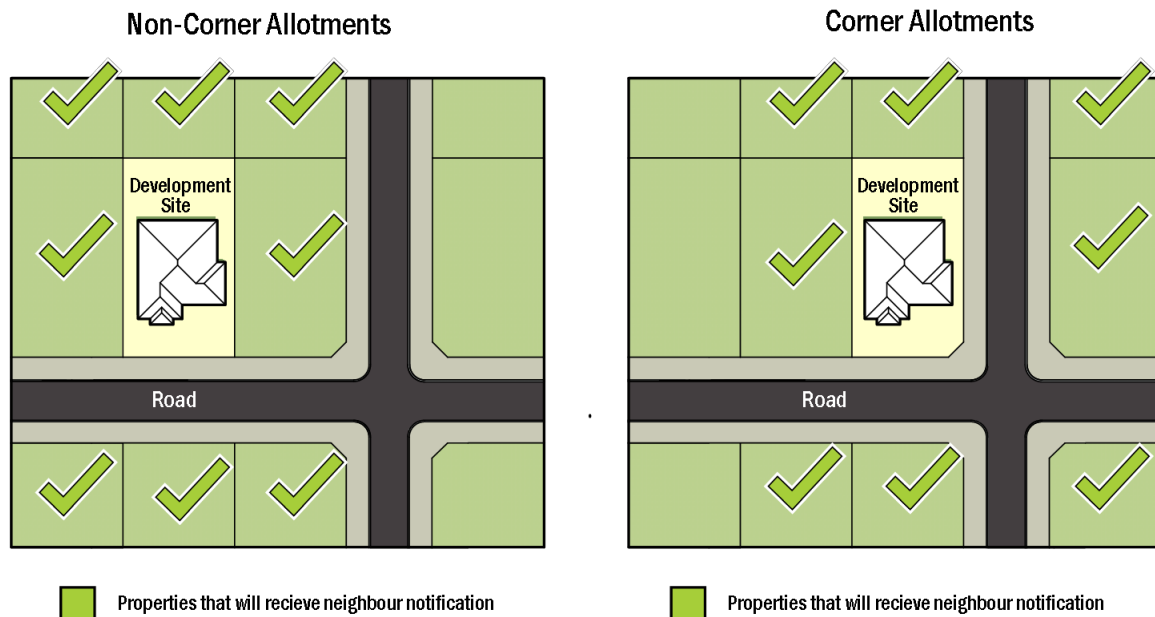 Non-Corner Allotments
Corner Allotments
Development
Site
Road
Development
Site
Road
Properties that will recieve neighbour notification
Properties that will recieve neighbour notification